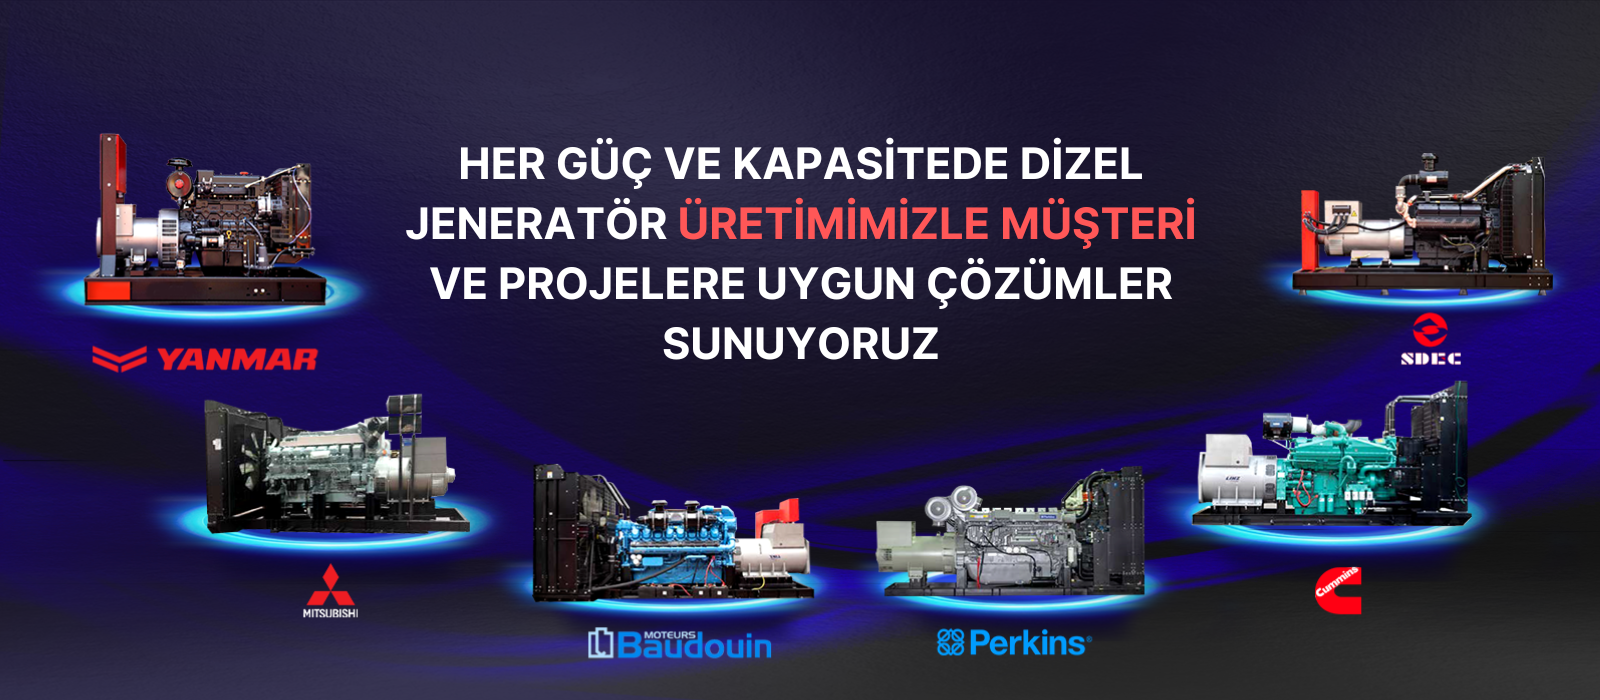 HER GÜÇ VE KAPASİTEDE DİZEL
JENERATÖR ÜRETİMİMİZLE MÜŞTERİ
VE PROJELERE UYGUN ÇÖZÜMLER
SUNUYORUZ
YANMAR
SDEC
MITSUBISHI
MOTEURS
Baudouin
Perkins®
Cummins